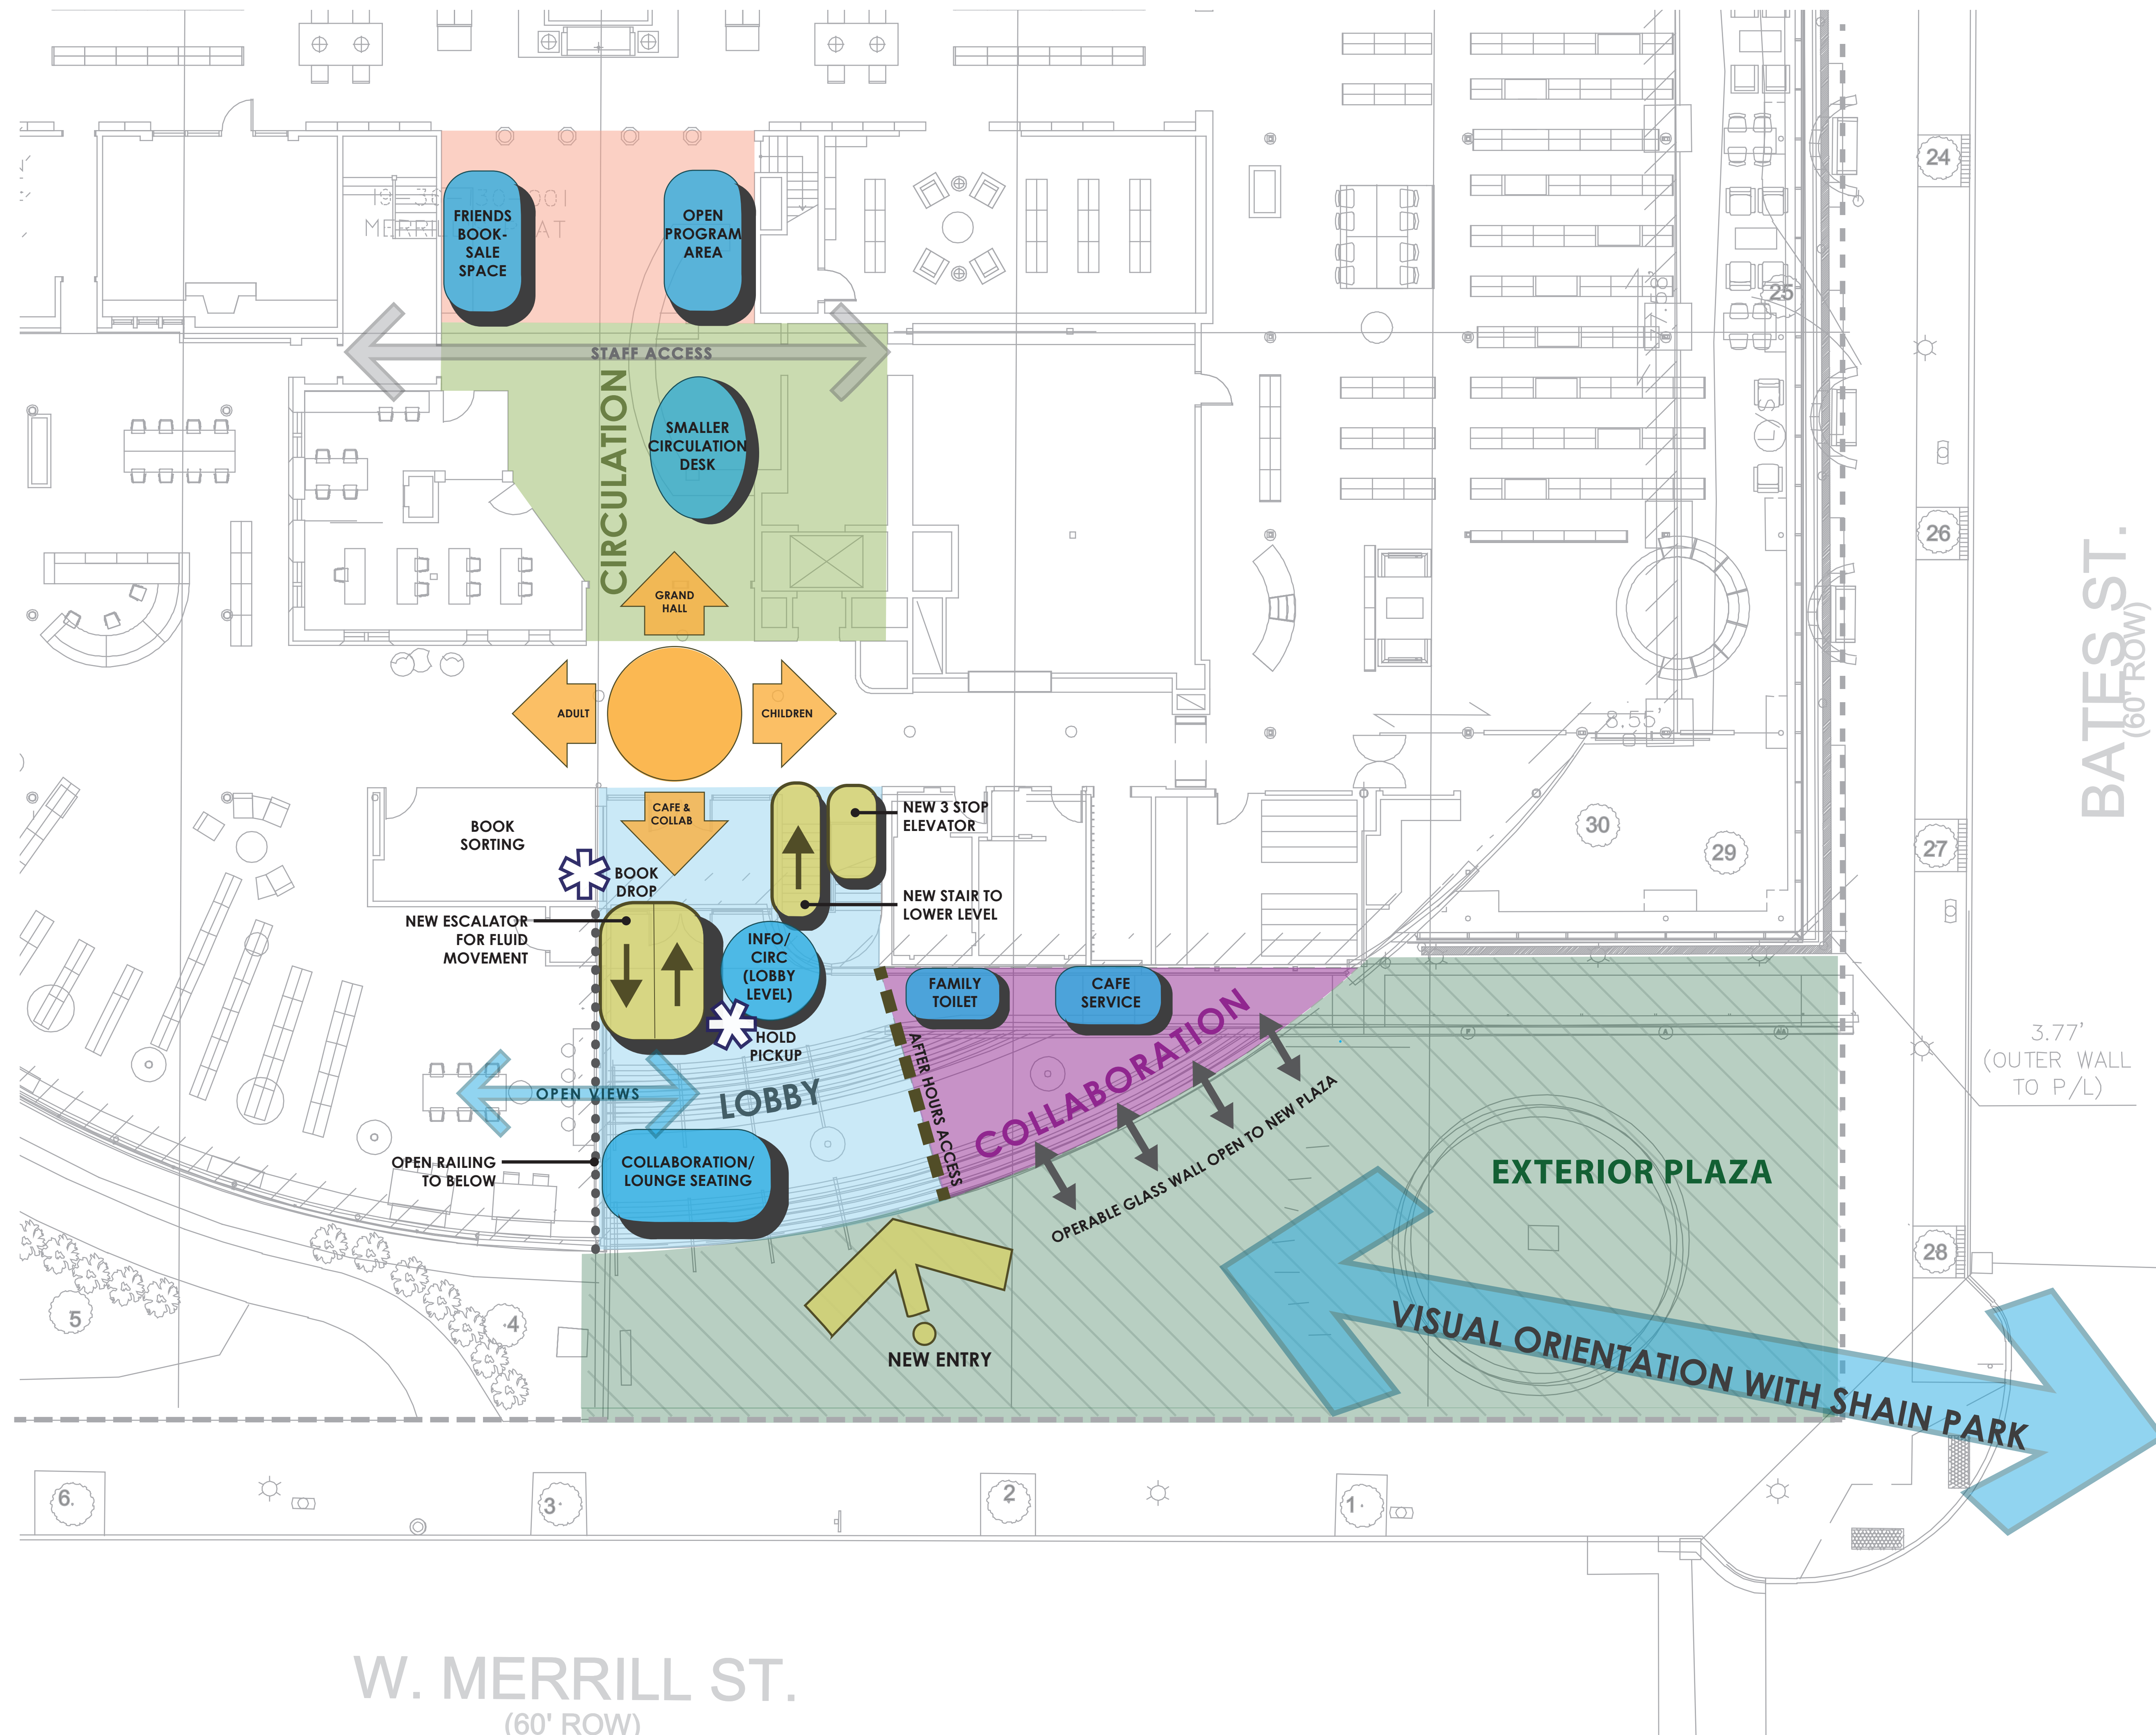 FRIENDS
BOOK-
SALE
SPACE
OPEN
PROGRAM
AREA
STAFF ACCESS
CIRCULATION
SMALLER
CIRCULATION
DESK
GRAND
HALL
ADULT
CHILDREN
CAFE &
COLLAB
BOOK
SORTING
BOOK
DROP
NEW 3 STOP
ELEVATOR
NEW STAIR TO
LOWER LEVEL
NEW ESCALATOR
FOR FLUID
MOVEMENT
INFO/
CIRC
(LOBBY
LEVEL)
HOLD
PICKUP
FAMILY
TOILET
CAFE
SERVICE
OPEN VIEWS
LOBBY
AFTER HOURS ACCESS
COLLABORATION
OPERABLE GLASS WALL OPEN TO NEW PLAZA
OPEN RAILING
TO BELOW
COLLABORATION/
LOUNGE SEATING
NEW ENTRY
EXTERIOR PLAZA
VISUAL ORIENTATION WITH SHAIN PARK
24
25
26
27
28
29
30
L/S
8.55'
BATES ST.
(60' ROW)
3.77'
(OUTER WALL
TO P/L)
5
4
6.
3
2
1
W. MERRILL ST.
(60' ROW)